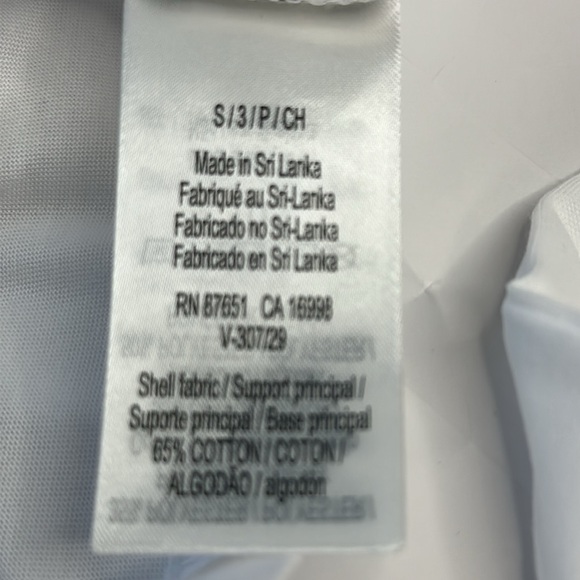 S/3/P/CH
Made in Sri Lanka
Fabriqué au Sri-Lanka
Fabricado no Sri-Lanka
Fabricado en Sri Lanka
RN 87651 CA 16998
V-307/29
Shell fabric / Support principal /
Suporte principal / Base principal
65% COTTON / COTON /
ALGODÃO / algodón